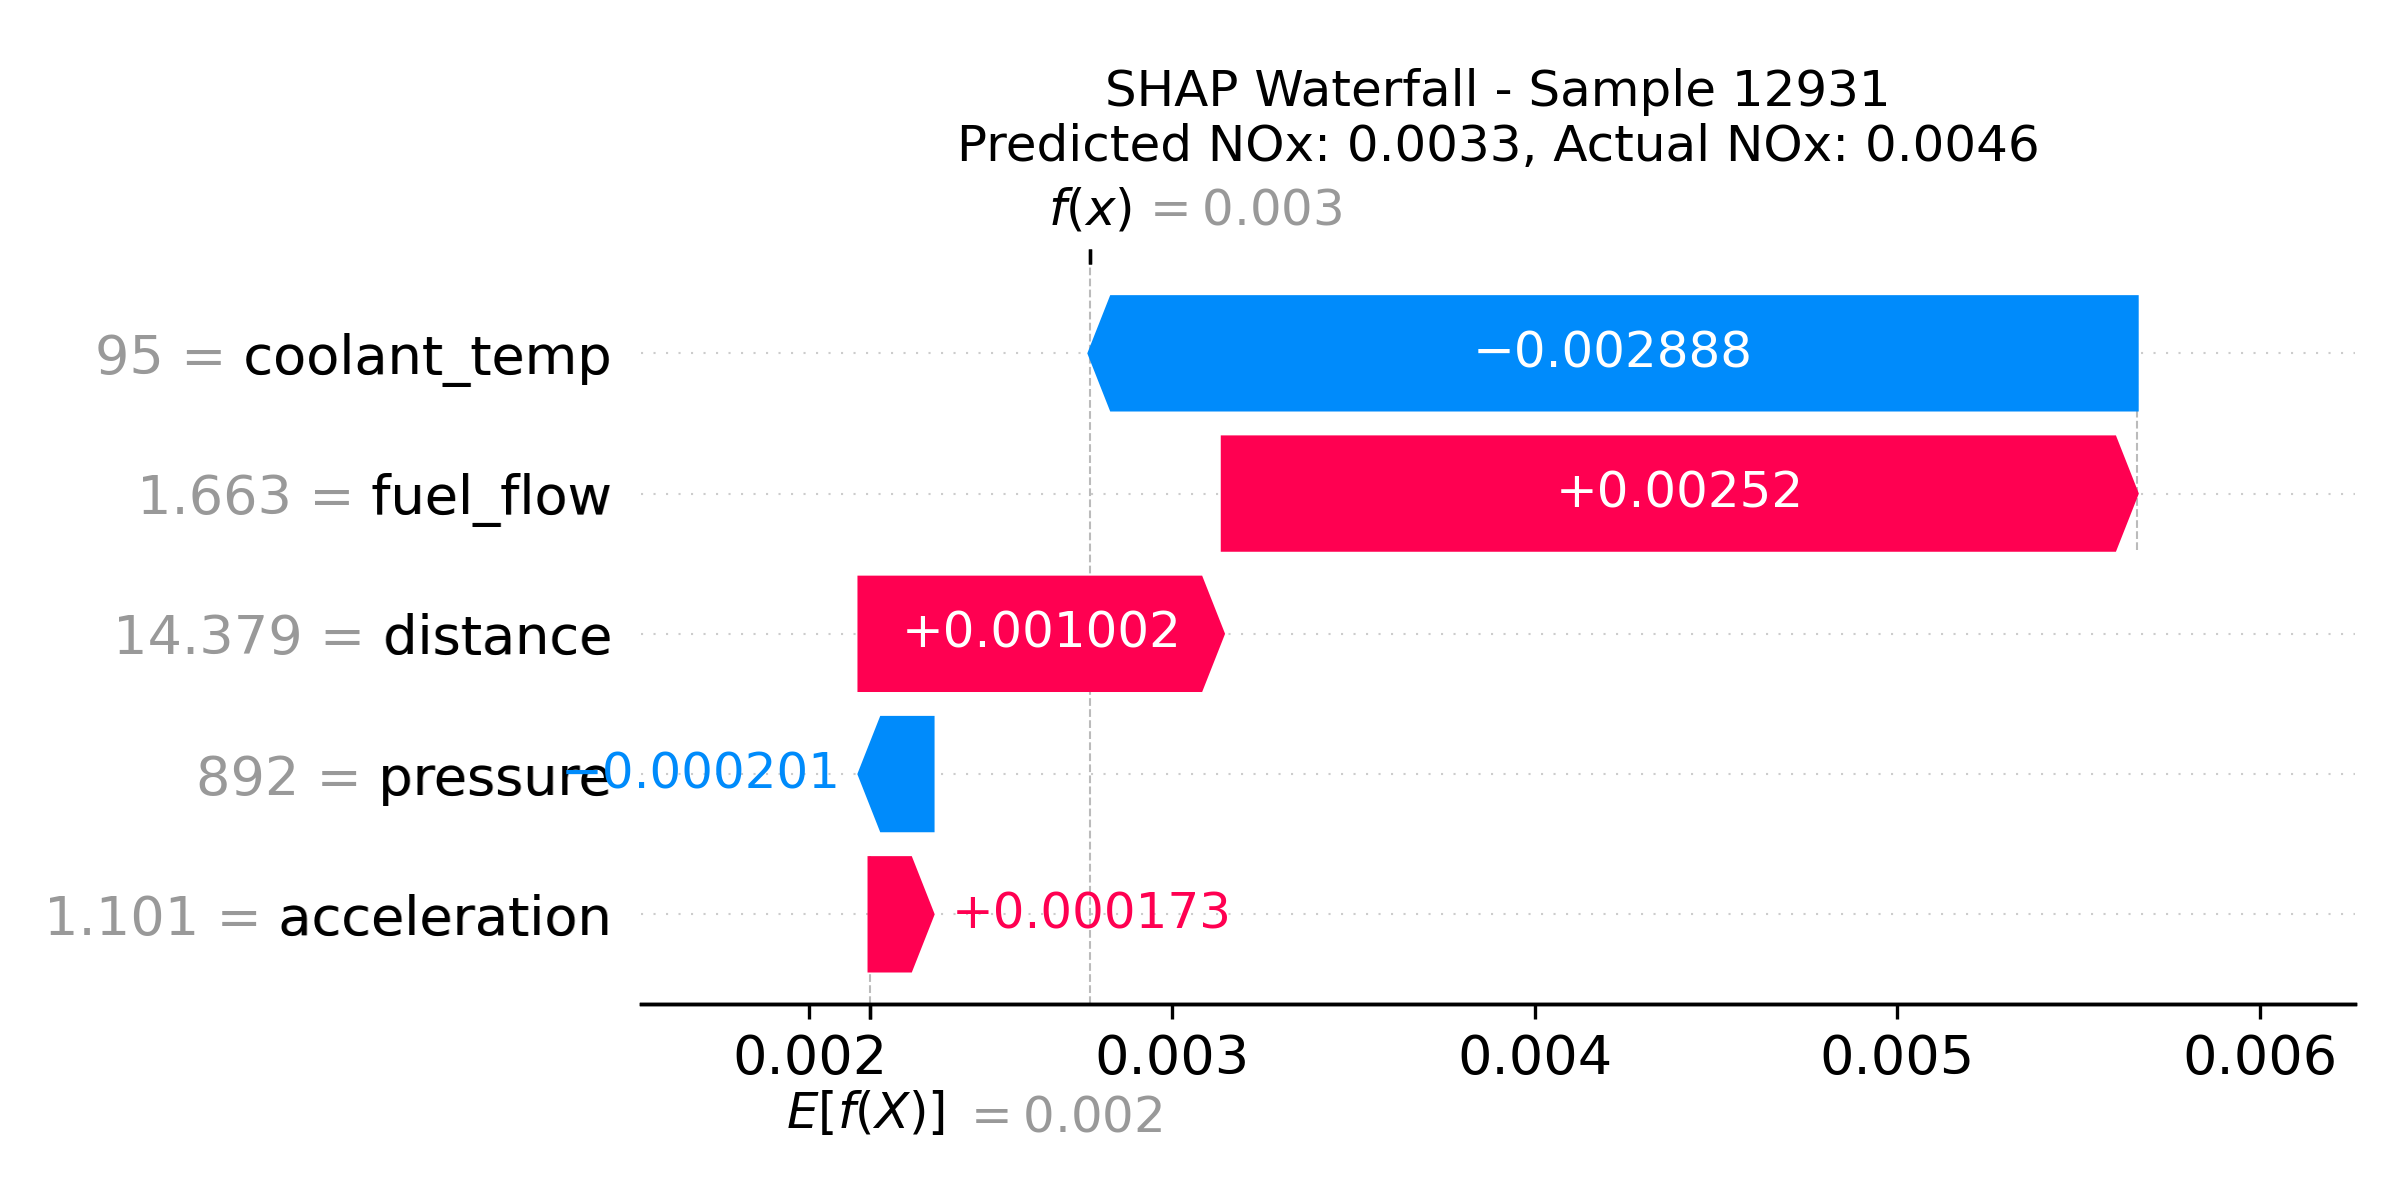 SHAP Waterfall - Sample 12931
Predicted NOx: 0.0033, Actual NOx: 0.0046
f(x) = 0.003
95 = coolant_temp −0.002888
1.663 = fuel_flow +0.00252
14.379 = distance +0.001002
892 = pressure −0.000201
1.101 = acceleration +0.000173
0.002 0.003 0.004 0.005 0.006
E[f(X)] = 0.002